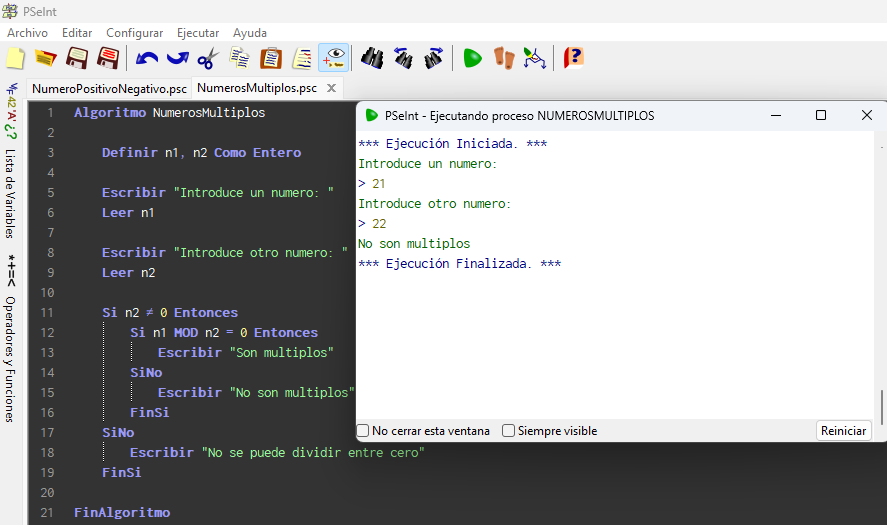 PSeInt
Archivo Editar Configurar Ejecutar Ayuda
NumeroPositivoNegativo.psc NumerosMultiplos.psc
Lista de Variables
*+=<
Operadores y Funciones
1 Algoritmo NumerosMultiplos
2
3 Definir n1, n2 Como Entero
4
5 Escribir "Introduce un numero: "
6 Leer n1
7
8 Escribir "Introduce otro numero: "
9 Leer n2
10
11 Si n2 ≠ 0 Entonces
12 Si n1 MOD n2 = 0 Entonces
13 Escribir "Son multiplos"
14 SiNo
15 Escribir "No son multiplos"
16 FinSi
17 SiNo
18 Escribir "No se puede dividir entre cero"
19 FinSi
20
21 FinAlgoritmo
PSeInt - Ejecutando proceso NUMEROSMULTIPLOS
*** Ejecución Iniciada. ***
Introduce un numero:
> 21
Introduce otro numero:
> 22
No son multiplos
*** Ejecución Finalizada. ***
No cerrar esta ventana Siempre visible Reiniciar